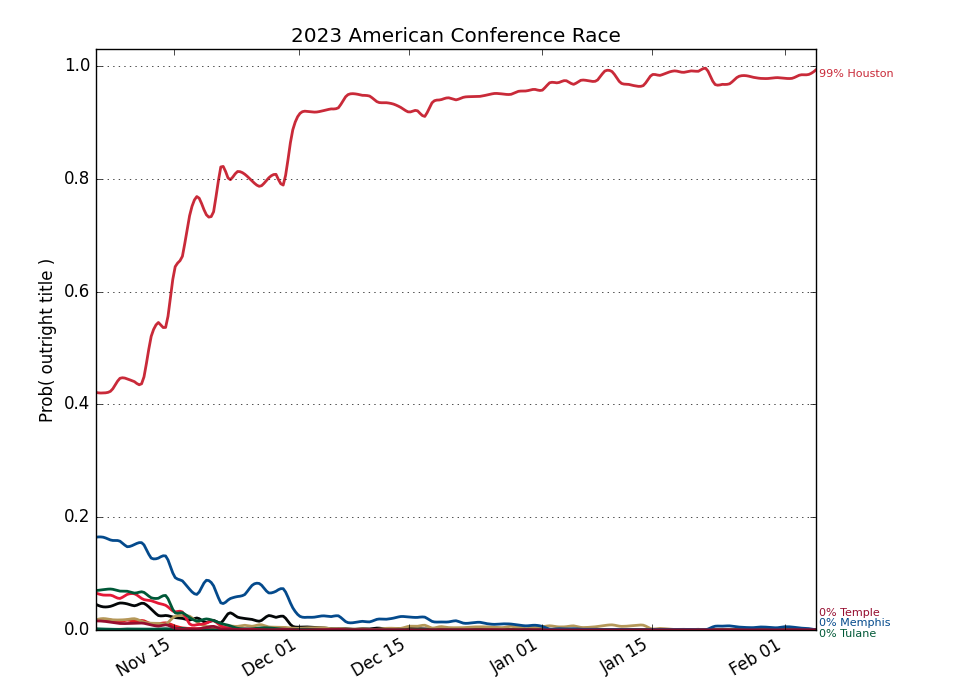 2023 American Conference Race
Prob( outright title )
1.0
0.8
0.6
0.4
0.2
0.0
Nov 15
Dec 01
Dec 15
Jan 01
Jan 15
Feb 01
99% Houston
0% Temple
0% Memphis
0% Tulane